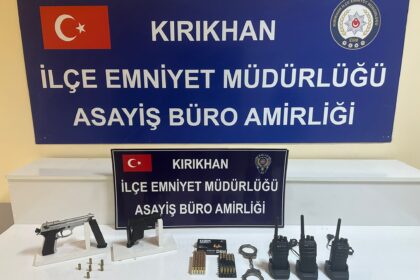 KIRIKHAN
İLÇE EMNİYET MÜDÜRLÜĞÜ
ASAYİŞ BÜRO AMİRLİĞİ
KIRIKHAN
İLÇE EMNİYET MÜDÜRLÜĞÜ
ASAYİŞ BÜRO AMİRLİĞİ